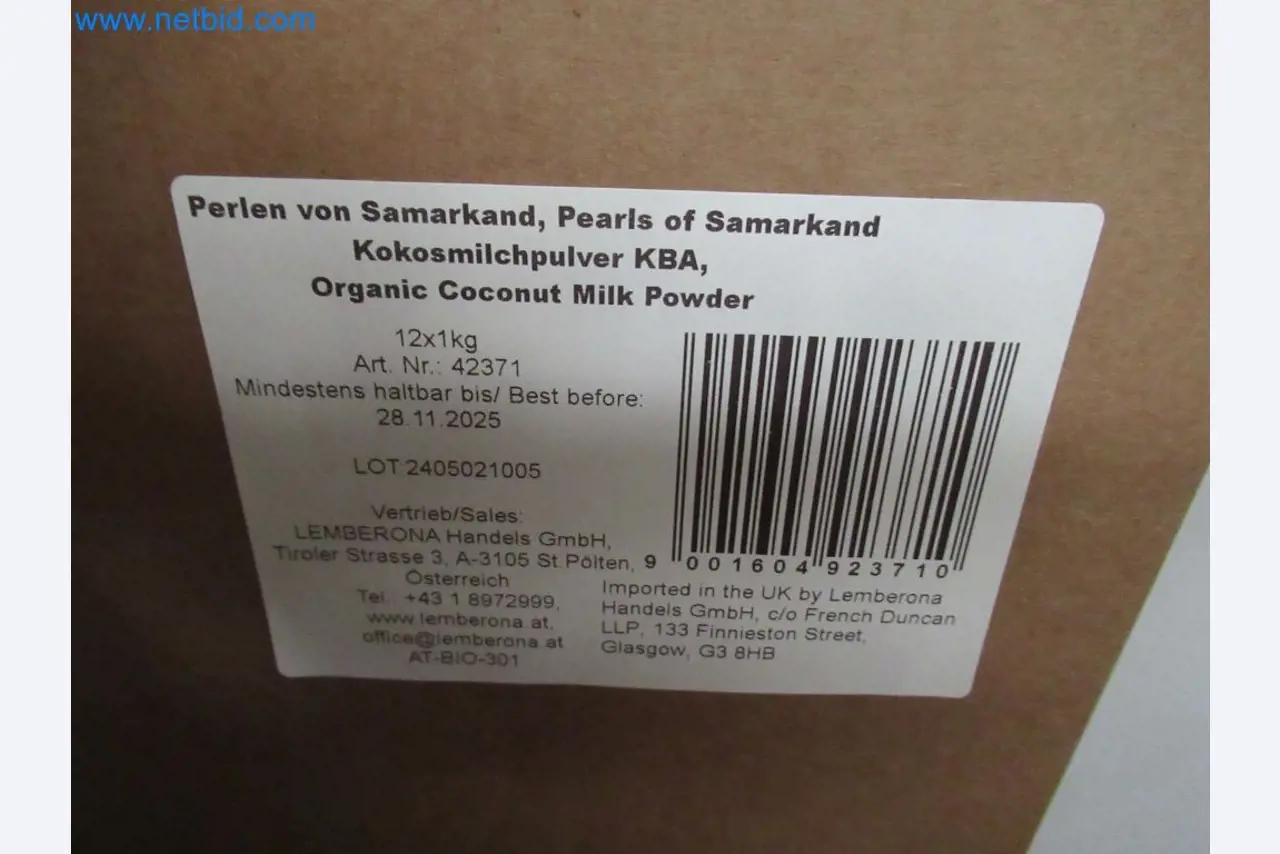 www.netbid.com
Perlen von Samarkand, Pearls of Samarkand
Kokosmilchpulver KBA,
Organic Coconut Milk Powder
12x1kg
Art. Nr.: 42371
Mindestens haltbar bis/ Best before:
28.11.2025
LOT:2405021005
Vertrieb/Sales:
LEMBERONA Handels GmbH,
Tiroler Strasse 3, A-3105 St.Pölten,
Österreich
Tel.: +43 1 8972999,
www.lemberona.at,
office@lemberona.at
AT-BIO-301
9 001604 923710
Imported in the UK by Lemberona
Handels GmbH, c/o French Duncan
LLP, 133 Finnieston Street,
Glasgow, G3 8HB